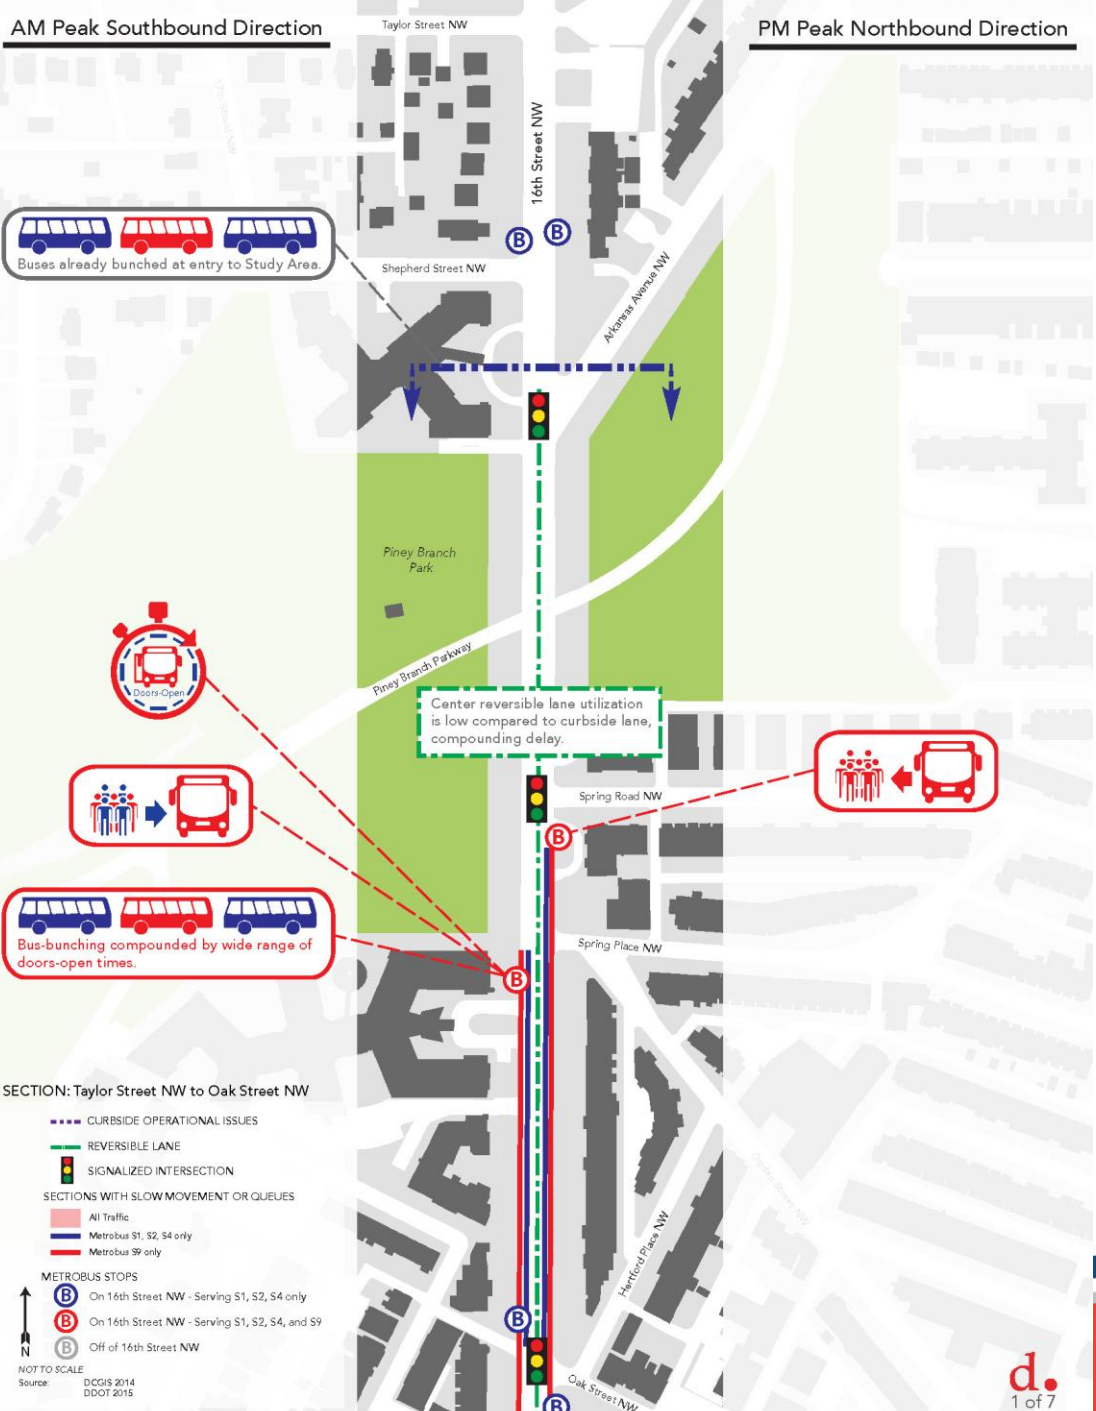 AM Peak Southbound Direction
PM Peak Northbound Direction
Taylor Street NW
16th Street NW
17th Street NW
B
B
Buses already bunched at entry to Study Area.
Shepherd Street NW
Arkansas Avenue NW
Piney Branch
Park
Piney Branch Parkway
Doors-Open
Center reversible lane utilization
is low compared to curbside lane,
compounding delay.
Spring Road NW
B
Bus-bunching compounded by wide range of
doors-open times.
Spring Place NW
B
Ogden Street NW
Hertford Place NW
B
Oak Street NW
B
SECTION: Taylor Street NW to Oak Street NW
CURBSIDE OPERATIONAL ISSUES
REVERSIBLE LANE
SIGNALIZED INTERSECTION
SECTIONS WITH SLOW MOVEMENT OR QUEUES
All Traffic
Metrobus S1, S2, S4 only
Metrobus S9 only
METROBUS STOPS
B On 16th Street NW - Serving S1, S2, S4 only
B On 16th Street NW - Serving S1, S2, S4, and S9
B Off of 16th Street NW
N
NOT TO SCALE
Source: DCGIS 2014
DDOT 2015
d.
1 of 7